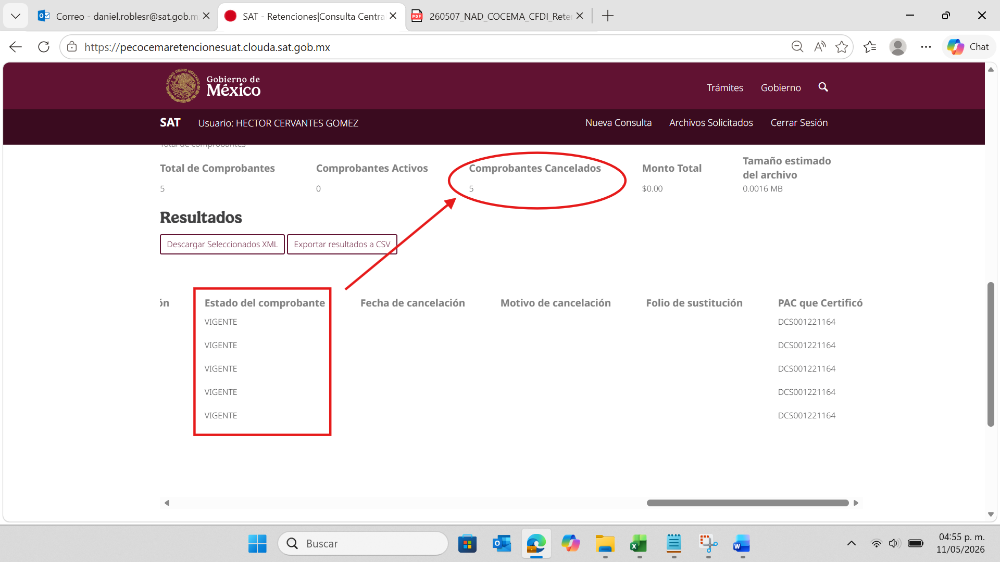 Correo - daniel.roblesr@sat.gob.m
SAT - Retenciones|Consulta Centra
260507_NAD_COCEMA_CFDI_Rete
https://pecocemaretencionesuat.clouda.sat.gob.mx
Chat
Gobierno de
México
Trámites
Gobierno
SAT
Usuario: HECTOR CERVANTES GOMEZ
Nueva Consulta
Archivos Solicitados
Cerrar Sesión
Total de comprobantes
Total de Comprobantes
Comprobantes Activos
Comprobantes Cancelados
Monto Total
Tamaño estimado
del archivo
5
0
5
$0.00
0.0016 MB
Resultados
Descargar Seleccionados XML
Exportar resultados a CSV
ón
Estado del comprobante
Fecha de cancelación
Motivo de cancelación
Folio de sustitución
PAC que Certificó
VIGENTE
DCS001221164
VIGENTE
DCS001221164
VIGENTE
DCS001221164
VIGENTE
DCS001221164
VIGENTE
DCS001221164
Buscar
04:55 p. m.
11/05/2026